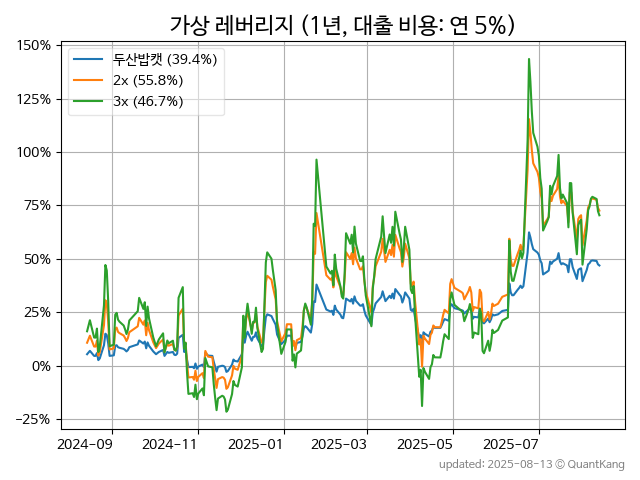 가상 레버리지 (1년, 대출 비용: 연 5%)
150%
125%
100%
75%
50%
25%
0%
−25%
두산밥캣 (39.4%)
2x (55.8%)
3x (46.7%)
2024-09
2024-11
2025-01
2025-03
2025-05
2025-07
updated: 2025-08-13 © QuantKang